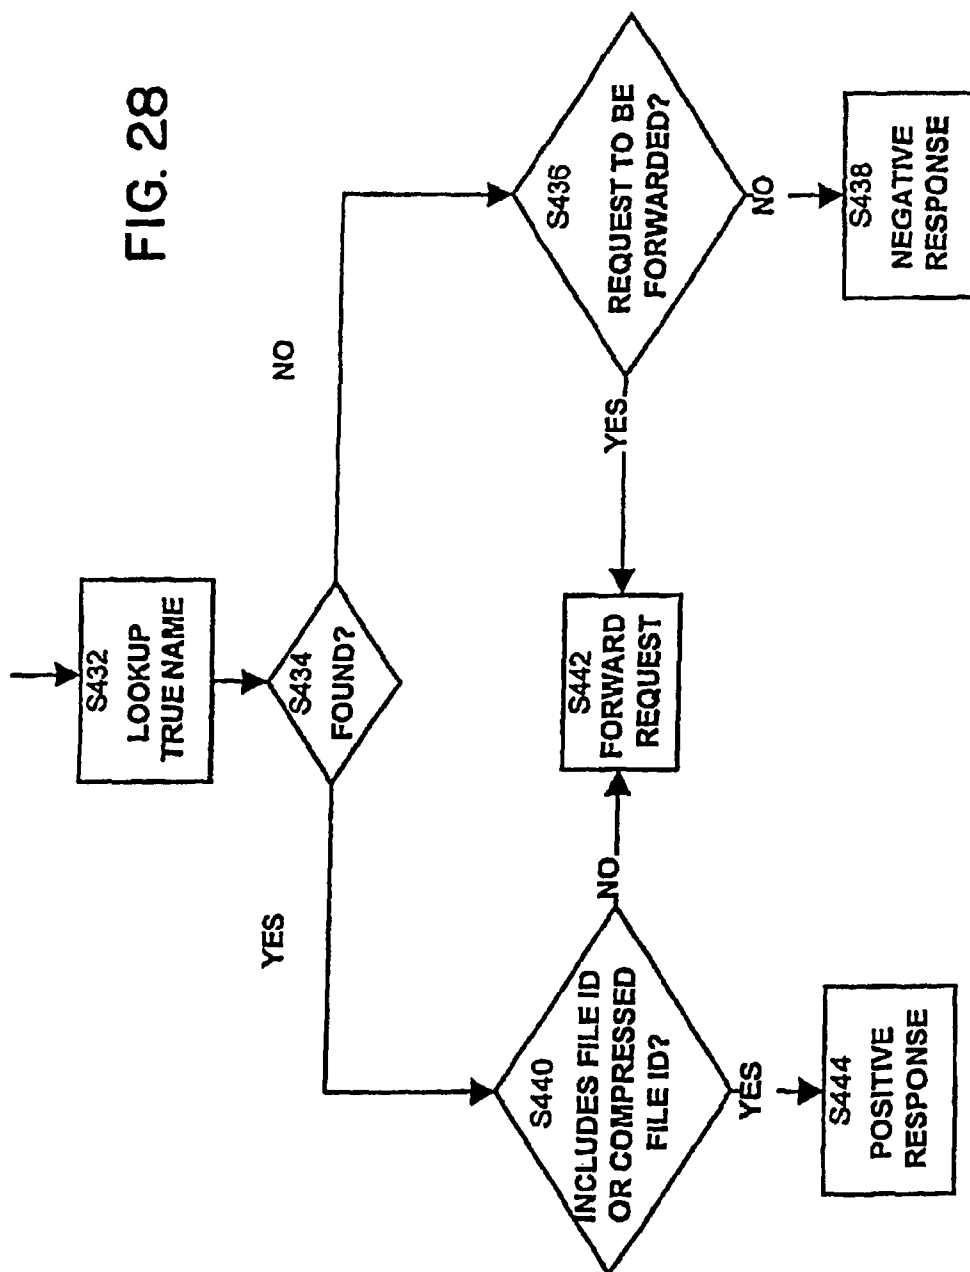 FIG. 28
S432
LOOKUP
TRUE NAME
S434
FOUND?
YES
NO
S440
INCLUDES FILE ID
OR COMPRESSED
FILE ID?
NO
YES
S442
FORWARD
REQUEST
S436
REQUEST TO BE
FORWARDED?
YES
NO
S444
POSITIVE
RESPONSE
S438
NEGATIVE
RESPONSE